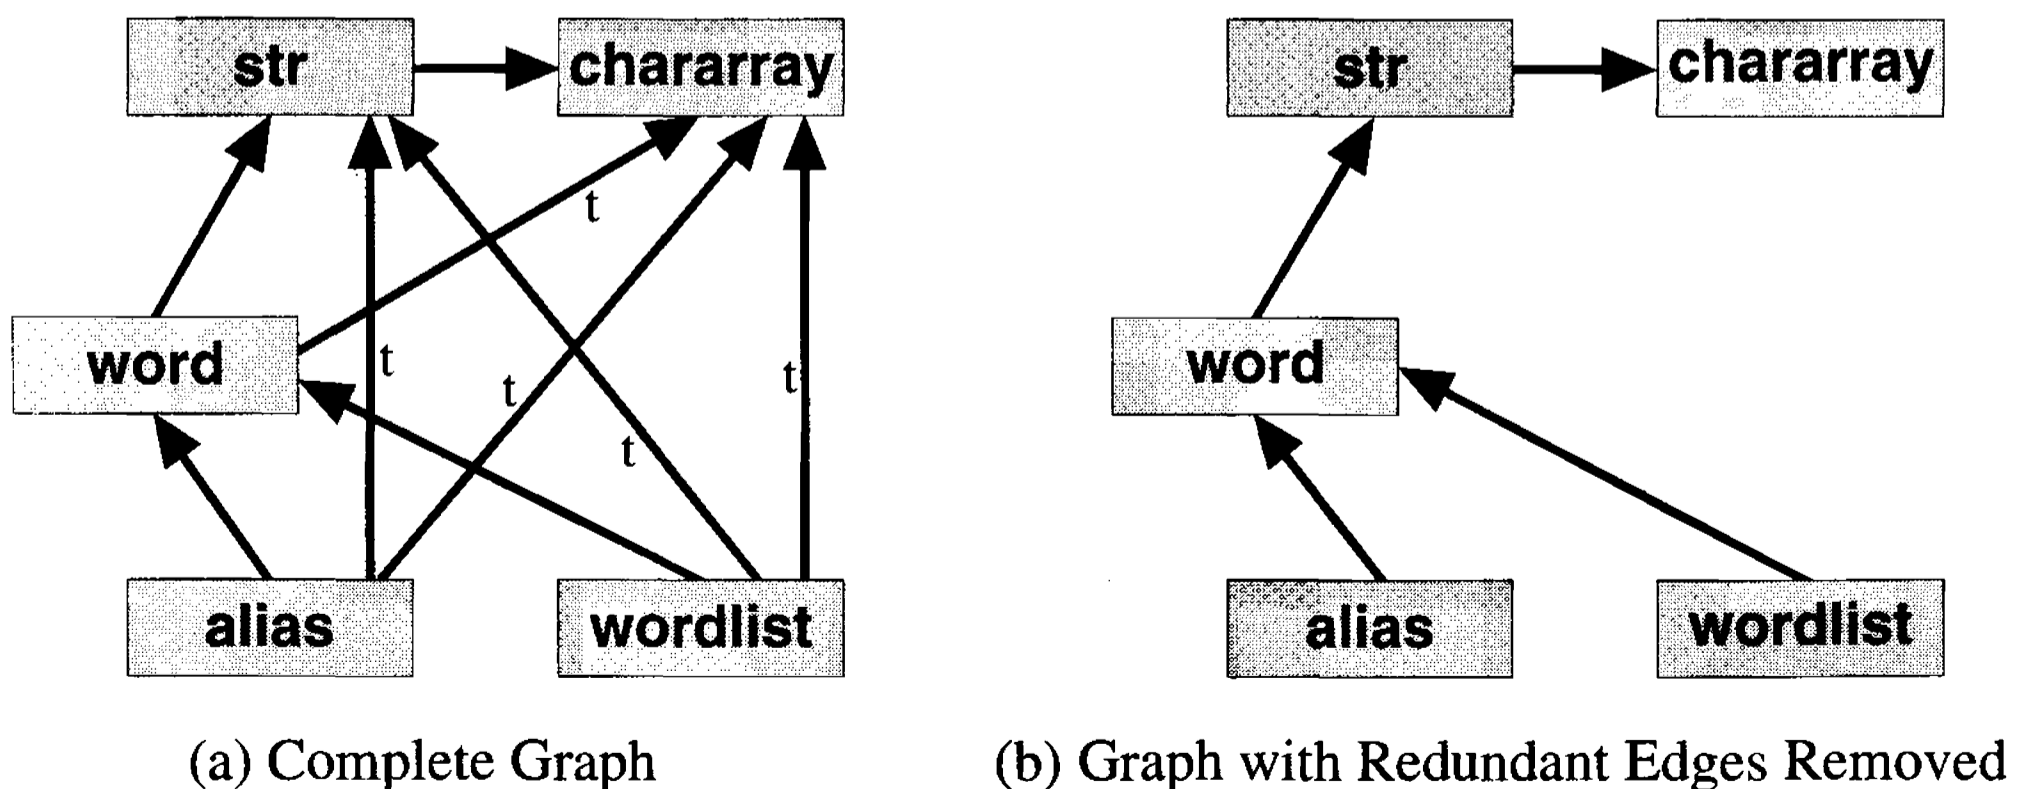 str chararray
t
word
t
t
t
t
alias wordlist
(a) Complete Graph
str chararray
word
alias wordlist
(b) Graph with Redundant Edges Removed